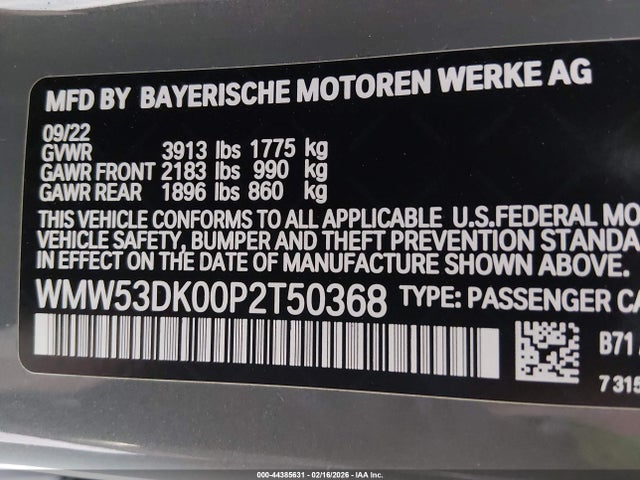 MFD BY BAYERISCHE MOTOREN WERKE AG
09/22
GVWR 3913 lbs 1775 kg
GAWR FRONT 2183 lbs 990 kg
GAWR REAR 1896 lbs 860 kg
THIS VEHICLE CONFORMS TO ALL APPLICABLE U.S.FEDERAL MO
VEHICLE SAFETY, BUMPER AND THEFT PREVENTION STANDA
IN EFFECT ON THE DATE OF MANUFACTURE SHOWN ABOVE.
WMW53DK00P2T50368 TYPE: PASSENGER CA
B71
7315
000-44385631 - 02/16/2026 - IAA Inc.